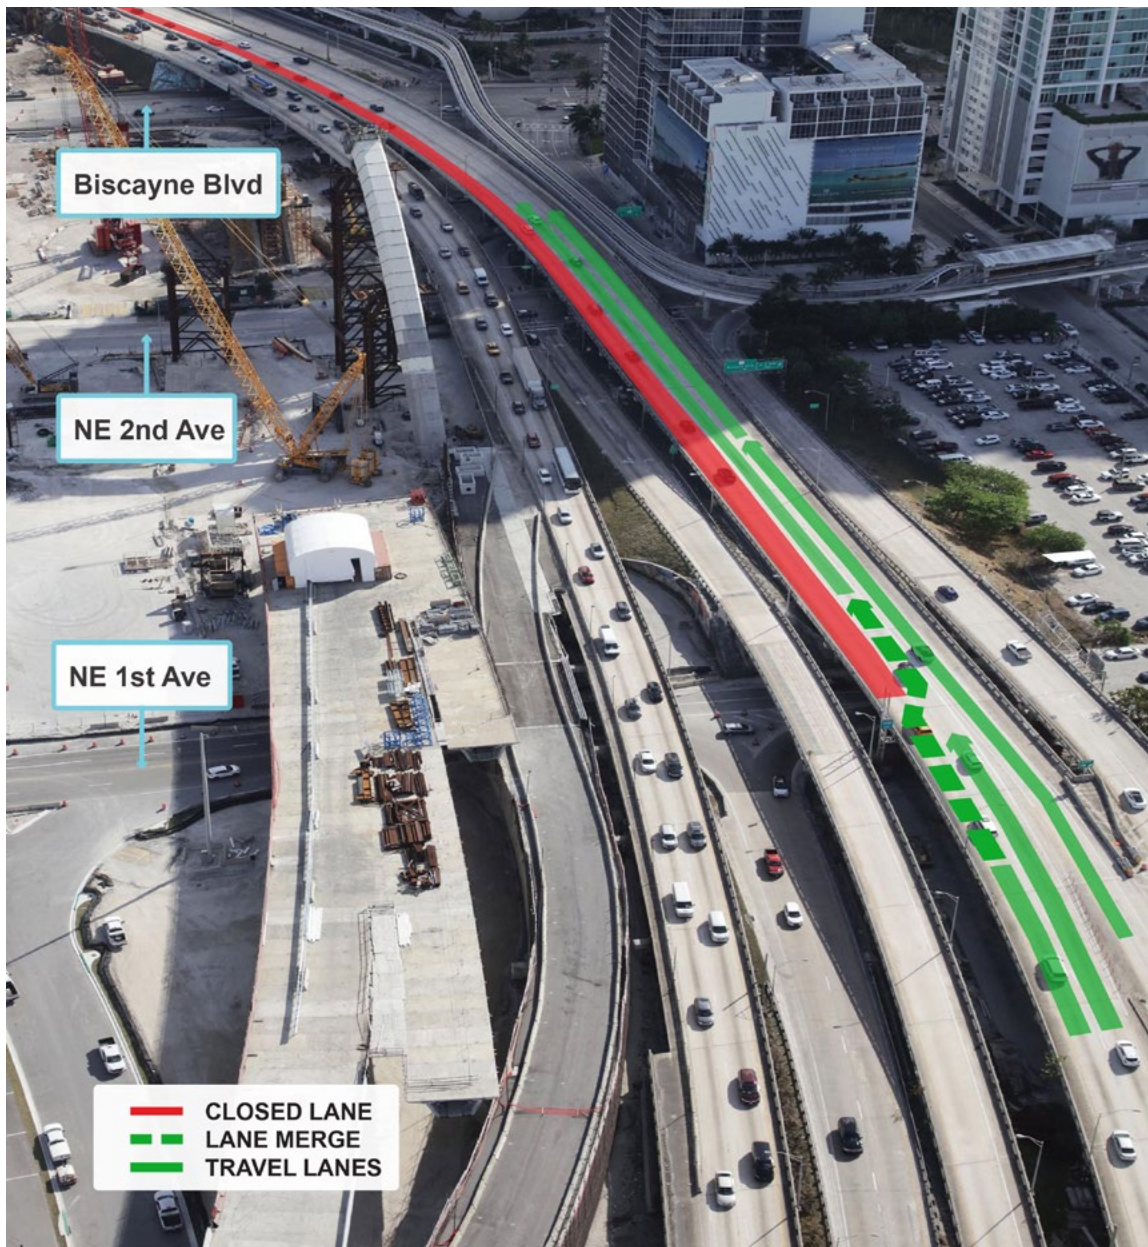 Biscayne Blvd
NE 2nd Ave
NE 1st Ave
CLOSED LANE
LANE MERGE
TRAVEL LANES